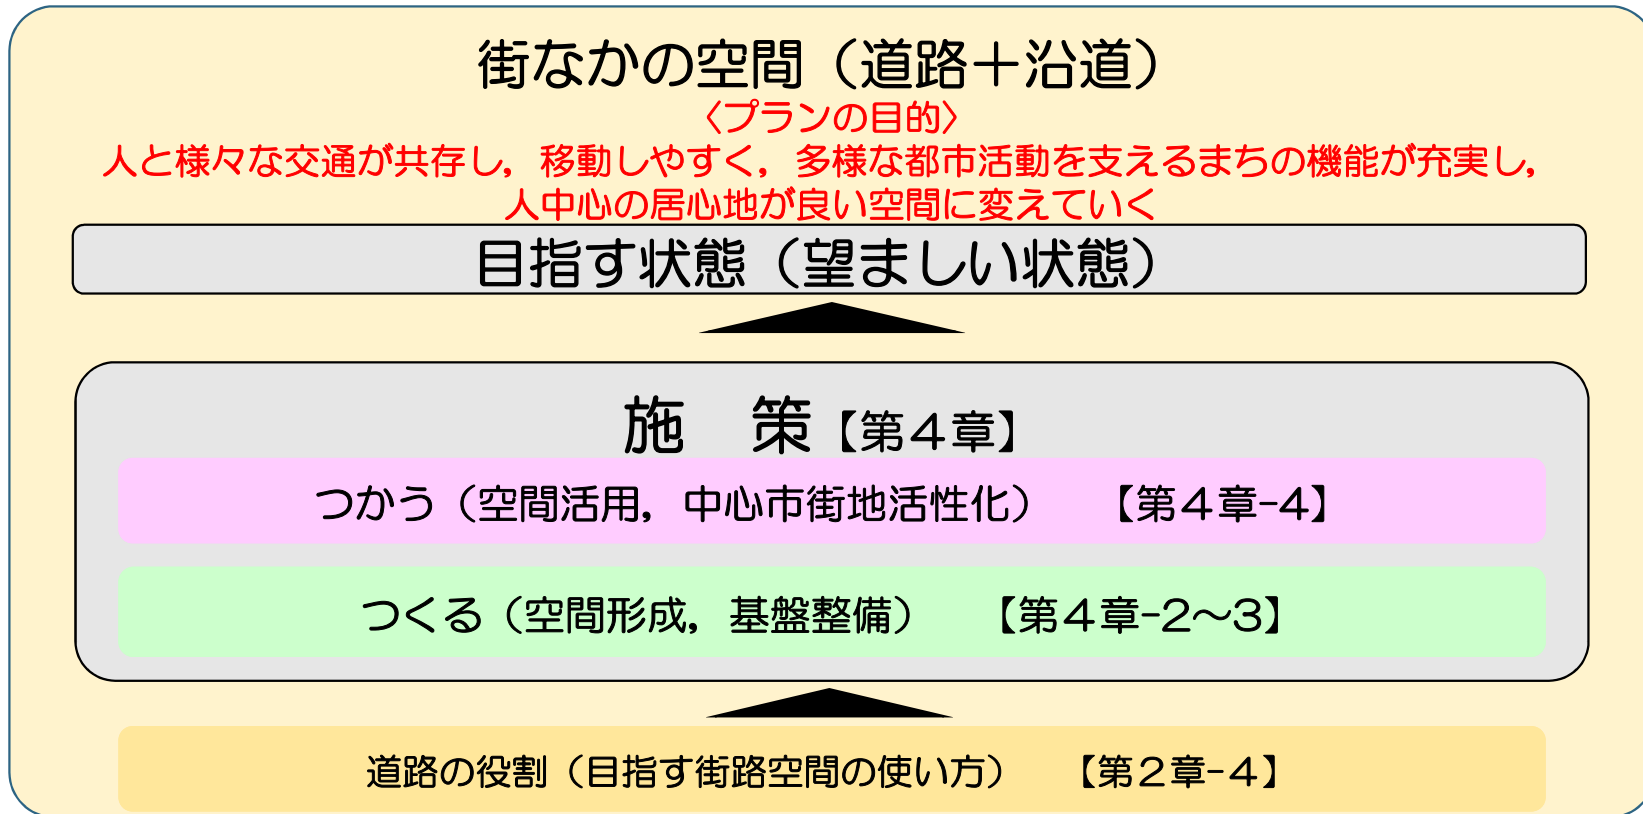 街なかの空間（道路＋沿道）
〈プランの目的〉
人と様々な交通が共存し，移動しやすく，多様な都市活動を支えるまちの機能が充実し，
人中心の居心地が良い空間に変えていく
目指す状態（望ましい状態）
施　策【第４章】
つかう（空間活用，中心市街地活性化）　【第４章-4】
つくる（空間形成，基盤整備）　【第４章-2～3】
道路の役割（目指す街路空間の使い方）　【第２章-４】